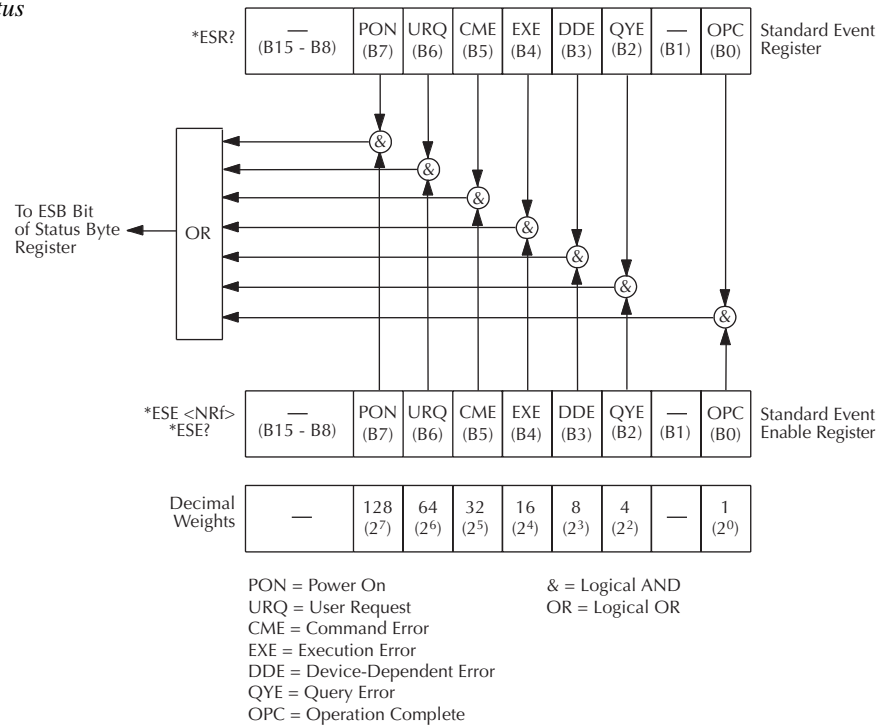 tus
*ESR?
— (B15 - B8) PON (B7) URQ (B6) CME (B5) EXE (B4) DDE (B3) QYE (B2) — (B1) OPC (B0)
Standard Event
Register
&
&
&
&
&
&
&
To ESB Bit
of Status Byte
Register
OR
*ESE <NRf>
*ESE?
— (B15 - B8) PON (B7) URQ (B6) CME (B5) EXE (B4) DDE (B3) QYE (B2) — (B1) OPC (B0)
Standard Event
Enable Register
Decimal
Weights
— 128 64 32 16 8 4 — 1
(2⁷) (2⁶) (2⁵) (2⁴) (2³) (2²) (2⁰)
PON = Power On
URQ = User Request
CME = Command Error
EXE = Execution Error
DDE = Device-Dependent Error
QYE = Query Error
OPC = Operation Complete
& = Logical AND
OR = Logical OR